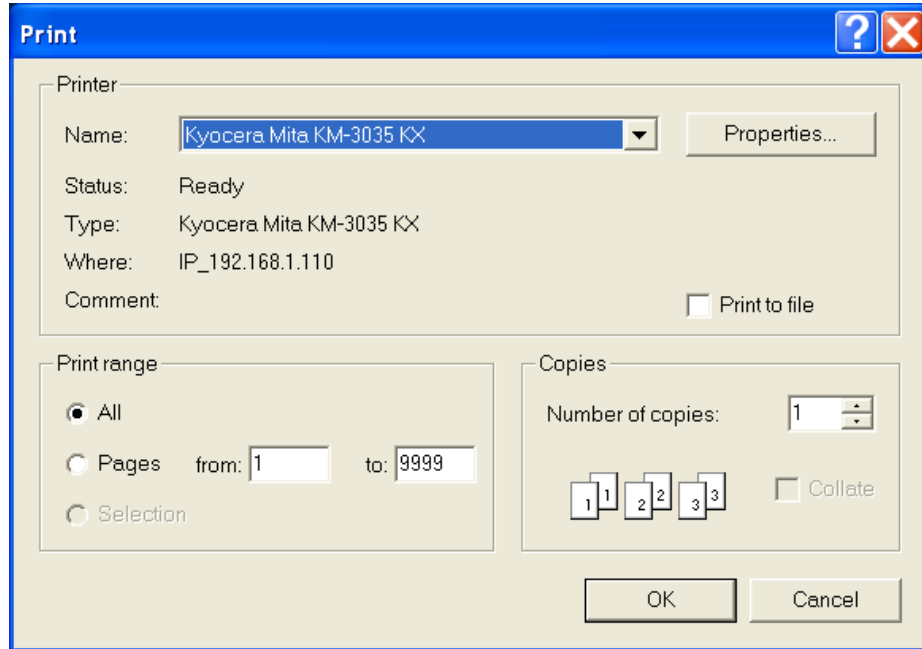 Print
Printer
Name: Kyocera Mita KM-3035 KX Properties...
Status: Ready
Type: Kyocera Mita KM-3035 KX
Where: IP_192.168.1.110
Comment:
Print to file
Print range
All
Pages from: 1 to: 9999
Selection
Copies
Number of copies: 1
1 1 2 2 3 3
Collate
OK Cancel